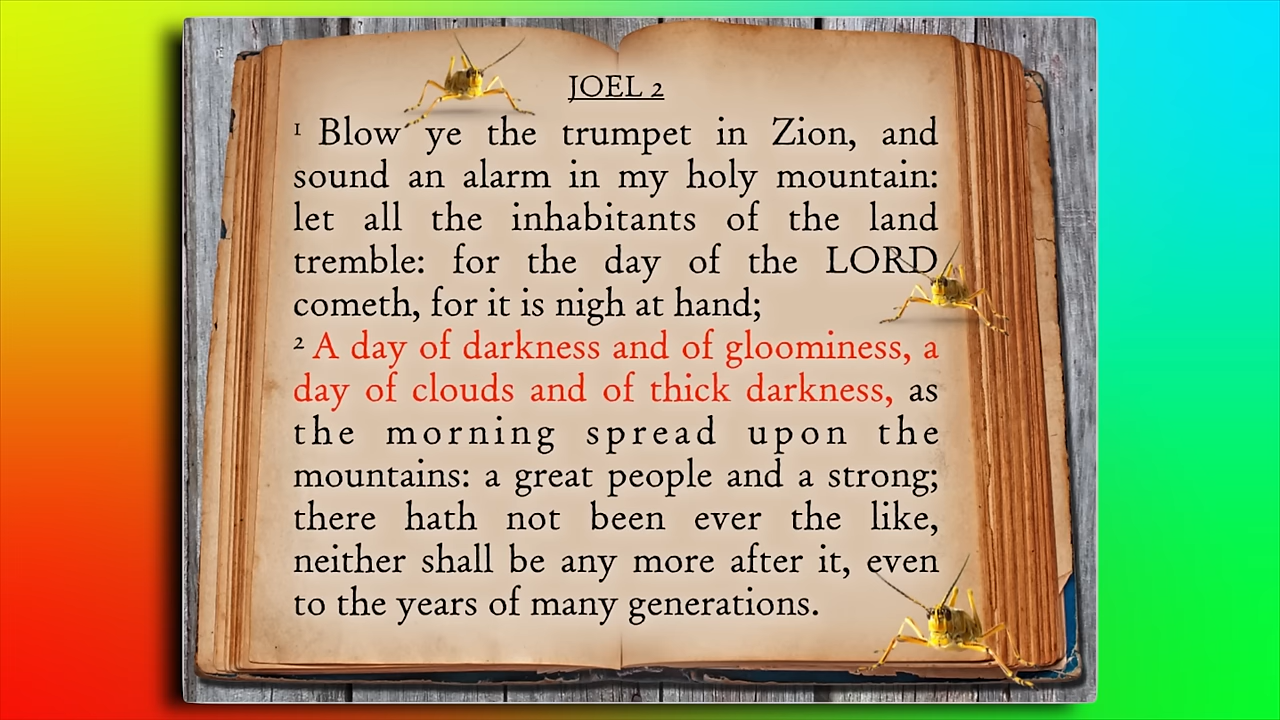 JOEL 2
1 Blow ye the trumpet in Zion, and
sound an alarm in my holy mountain:
let all the inhabitants of the land
tremble: for the day of the LORD
cometh, for it is nigh at hand;
2 A day of darkness and of gloominess, a
day of clouds and of thick darkness, as
the morning spread upon the
mountains: a great people and a strong;
there hath not been ever the like,
neither shall be any more after it, even
to the years of many generations.